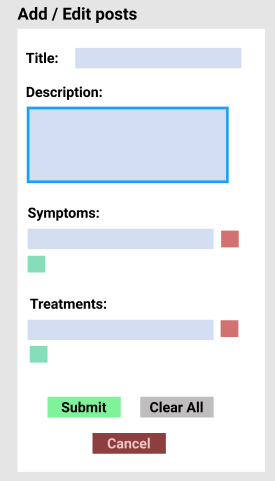 Add / Edit posts
Title:
Description:
Symptoms:
Treatments:
Submit
Clear All
Cancel